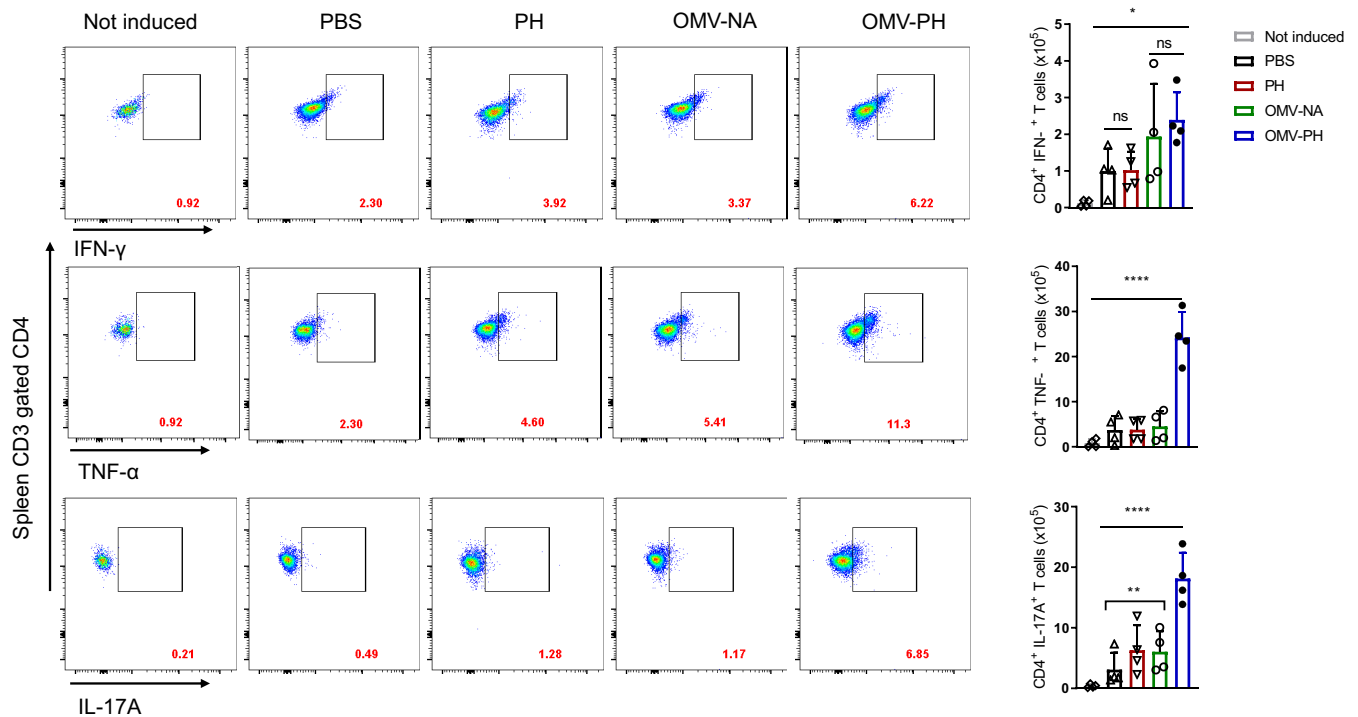 Not induced PBS PH OMV-NA OMV-PH
0.92 2.30 3.92 3.37 6.22
IFN-γ
0.92 2.30 4.60 5.41 11.3
TNF-α
0.21 0.49 1.28 1.17 6.85
IL-17A
Spleen CD3 gated CD4
CD4⁺ IFN- ⁺ T cells (x10⁵)
5
4
3
2
1
0
*
ns
ns
Not induced
PBS
PH
OMV-NA
OMV-PH
CD4⁺ TNF- ⁺ T cells (x10⁵)
40
30
20
10
0
****
CD4⁺ IL-17A⁺ T cells (x10⁵)
30
20
10
0
****
**